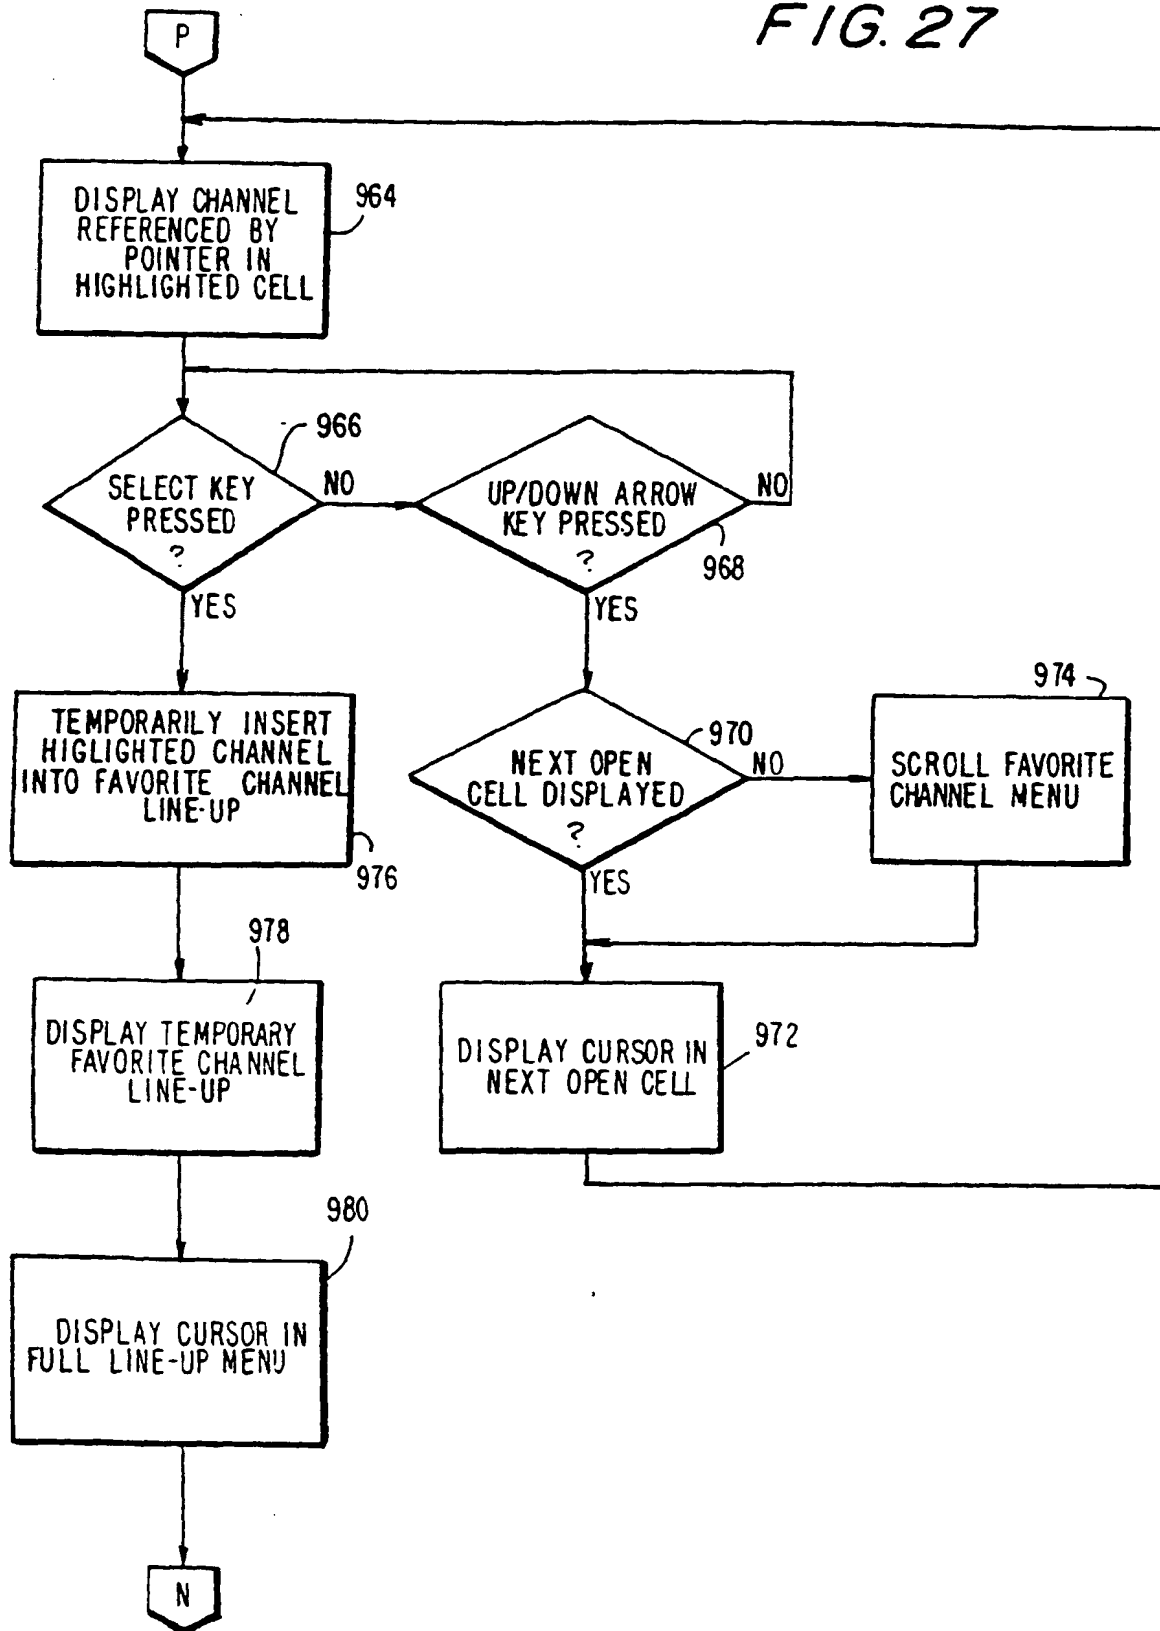 FIG. 27
P
DISPLAY CHANNEL
REFERENCED BY
POINTER IN
HIGHLIGHTED CELL
964
966
SELECT KEY
PRESSED
?
NO
YES
UP/DOWN ARROW
KEY PRESSED
?
NO
968
YES
TEMPORARILY INSERT
HIGLIGHTED CHANNEL
INTO FAVORITE CHANNEL
LINE-UP
976
970
NEXT OPEN
CELL DISPLAYED
?
NO
YES
974
SCROLL FAVORITE
CHANNEL MENU
978
DISPLAY TEMPORARY
FAVORITE CHANNEL
LINE-UP
DISPLAY CURSOR IN
NEXT OPEN CELL
972
980
DISPLAY CURSOR IN
FULL LINE-UP MENU
N